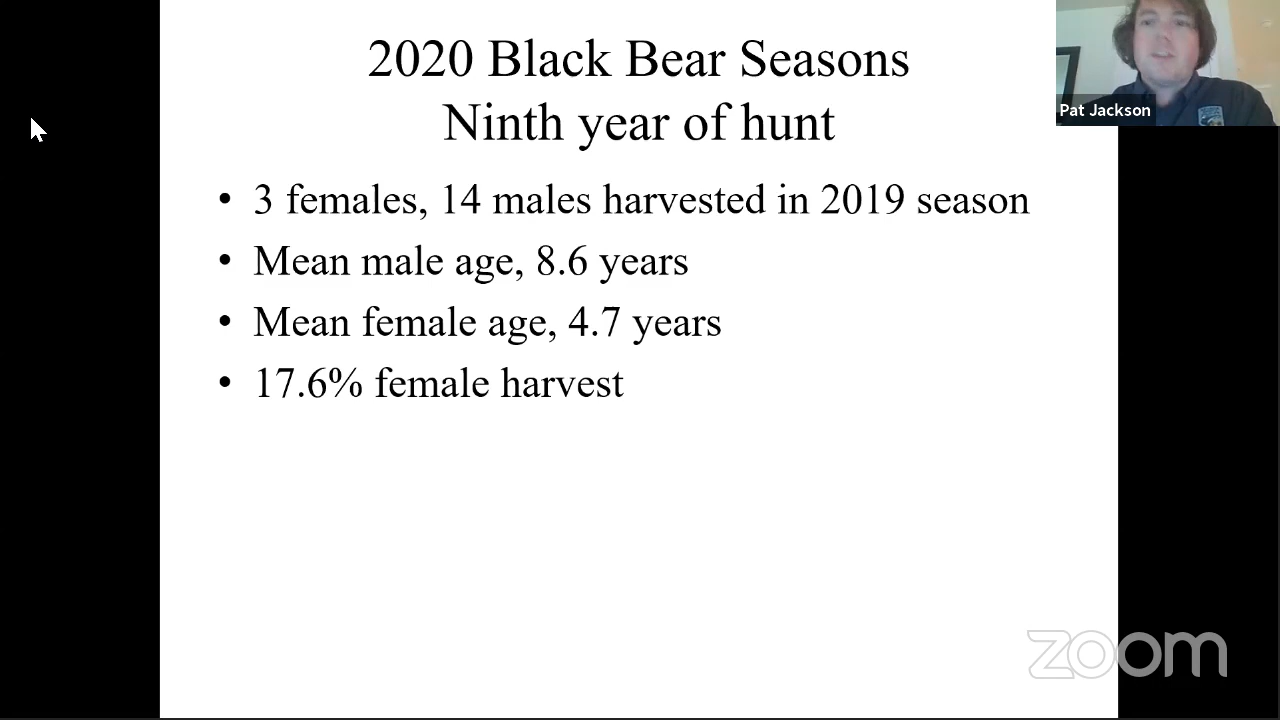 2020 Black Bear Seasons
Ninth year of hunt
• 3 females, 14 males harvested in 2019 season
• Mean male age, 8.6 years
• Mean female age, 4.7 years
• 17.6% female harvest
Pat Jackson
zoom